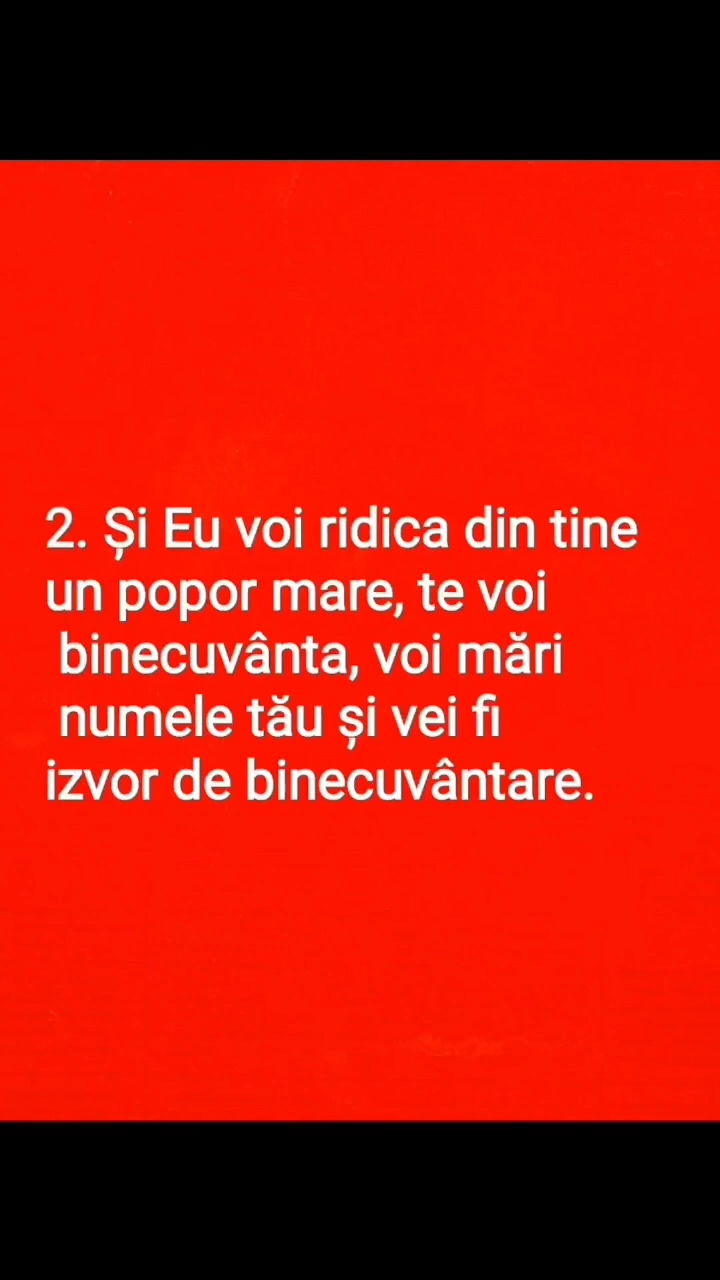 2. Și Eu voi ridica din tine
un popor mare, te voi
binecuvânta, voi mări
numele tău și vei fi
izvor de binecuvântare.